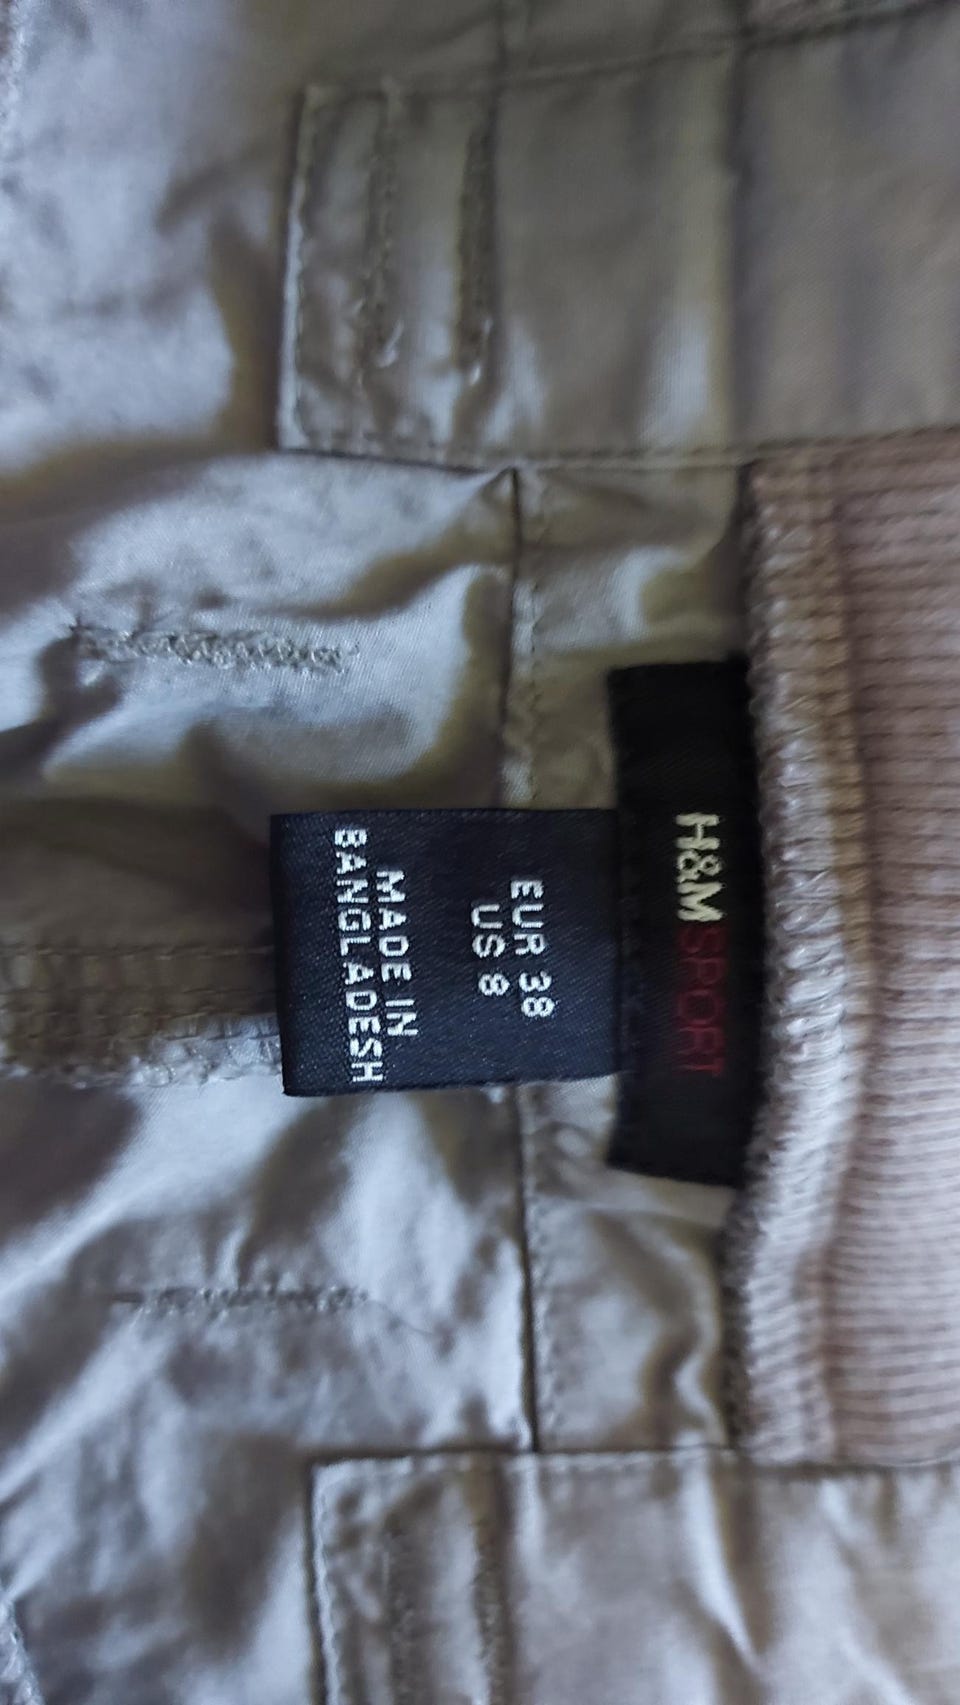 H&M SPORT
EUR 38
US 8
MADE IN
BANGLADESH